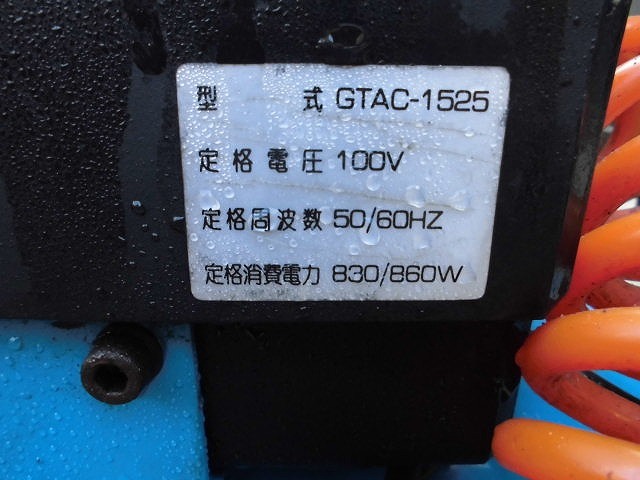 型 式 GTAC-1525
定格電圧 100V
定格周波数 50/60HZ
定格消費電力 830/860W